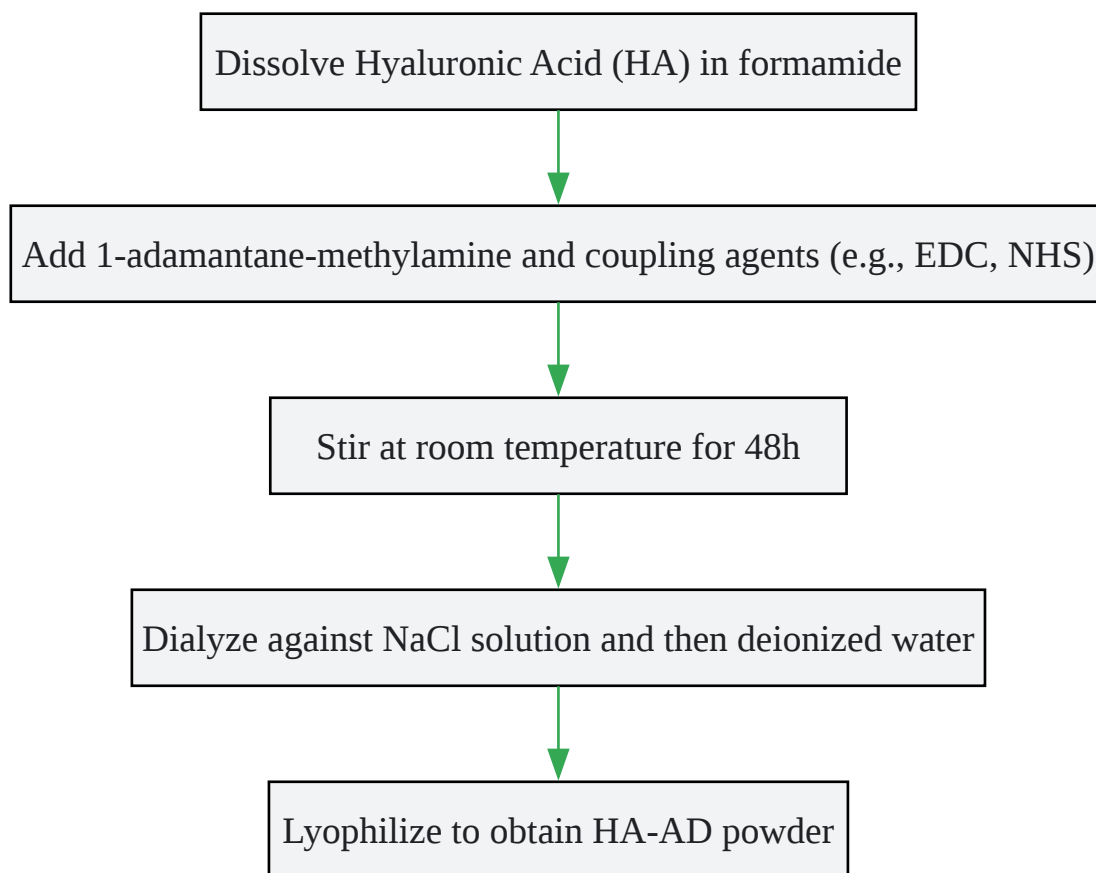 Dissolve Hyaluronic Acid (HA) in formamide
Add 1-adamantane-methylamine and coupling agents (e.g., EDC, NHS)
Stir at room temperature for 48h
Dialyze against NaCl solution and then deionized water
Lyophilize to obtain HA-AD powder